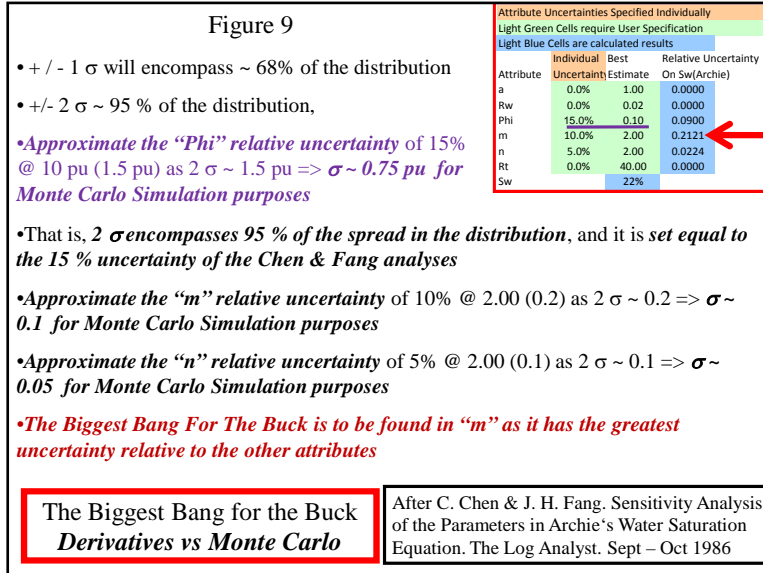 Figure 9
• + / - 1 σ will encompass ~ 68% of the distribution
• +/- 2 σ ~ 95 % of the distribution,
•Approximate the “Phi” relative uncertainty of 15%
@ 10 pu (1.5 pu) as 2 σ ~ 1.5 pu => σ ~ 0.75 pu for
Monte Carlo Simulation purposes
Attribute Uncertainties Specified Individually
Light Green Cells require User Specification
Light Blue Cells are calculated results
Individual Best Relative Uncertainty
Attribute Uncertainty Estimate On Sw(Archie)
a 0.0% 1.00 0.0000
Rw 0.0% 0.02 0.0000
Phi 15.0% 0.10 0.0900
m 10.0% 2.00 0.2121
n 5.0% 2.00 0.0224
Rt 0.0% 40.00 0.0000
Sw 22%
•That is, 2 σ encompasses 95 % of the spread in the distribution, and it is set equal to
the 15 % uncertainty of the Chen & Fang analyses
•Approximate the “m” relative uncertainty of 10% @ 2.00 (0.2) as 2 σ ~ 0.2 => σ ~
0.1 for Monte Carlo Simulation purposes
•Approximate the “n” relative uncertainty of 5% @ 2.00 (0.1) as 2 σ ~ 0.1 => σ ~
0.05 for Monte Carlo Simulation purposes
•The Biggest Bang For The Buck is to be found in “m” as it has the greatest
uncertainty relative to the other attributes
The Biggest Bang for the Buck
Derivatives vs Monte Carlo
After C. Chen & J. H. Fang. Sensitivity Analysis
of the Parameters in Archie‘s Water Saturation
Equation. The Log Analyst. Sept – Oct 1986